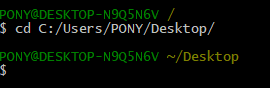 PONY@DESKTOP-N9Q5N6V /
$ cd C:/Users/PONY/Desktop/
PONY@DESKTOP-N9Q5N6V ~/Desktop
$